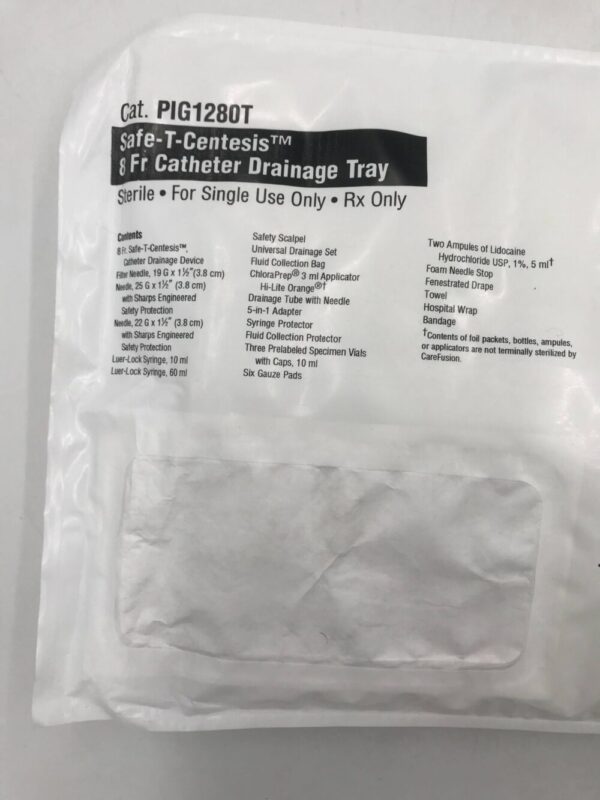 Cat. PIG1280T
Safe-T-Centesis™
8 Fr Catheter Drainage Tray
Sterile • For Single Use Only • Rx Only
Contents
8 Fr. Safe-T-Centesis™,
Catheter Drainage Device
Filter Needle, 19 G x 1½" (3.8 cm)
Needle, 25 G x 1½" (3.8 cm)
with Sharps Engineered
Safety Protection
Needle, 22 G x 1½" (3.8 cm)
with Sharps Engineered
Safety Protection
Luer-Lock Syringe, 10 ml
Luer-Lock Syringe, 60 ml
Safety Scalpel
Universal Drainage Set
Fluid Collection Bag
ChloraPrep® 3 ml Applicator
Hi-Lite Orange®†
Drainage Tube with Needle
5-in-1 Adapter
Syringe Protector
Fluid Collection Protector
Three Prelabeled Specimen Vials
with Caps, 10 ml
Six Gauze Pads
Two Ampules of Lidocaine
Hydrochloride USP, 1%, 5 ml†
Foam Needle Stop
Fenestrated Drape
Towel
Hospital Wrap
Bandage
†Contents of foil packets, bottles, ampules,
or applicators are not terminally sterilized by
CareFusion.